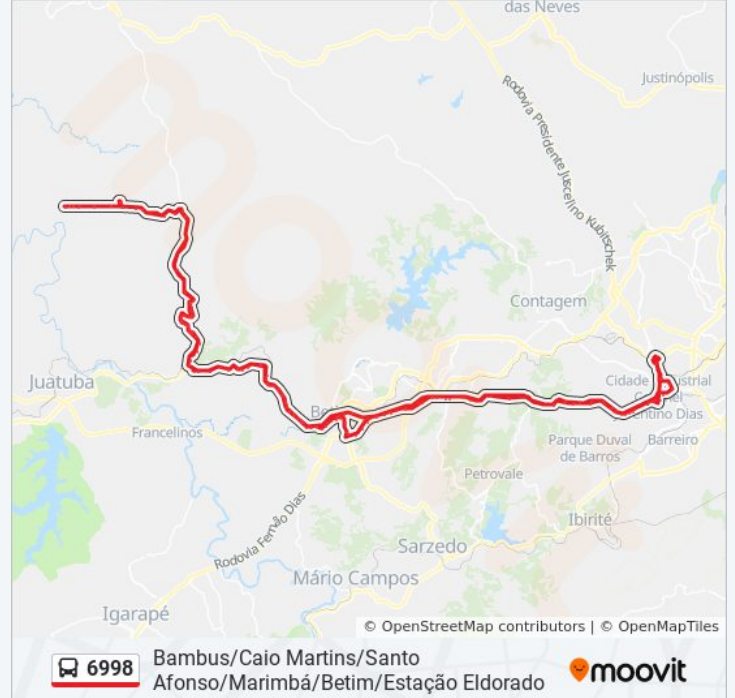 das Neves
Justinópolis
Rodovia Presidente Juscelino Kubitschek
Contagem
Juatuba
Cidade
strial
Francelinos
Parque Duval
de Barros
Barreiro
Petrovale
Rodovia Fernão Dias
Ibirité
Sarzedo
Mário Campos
Igarapé
© OpenStreetMap contributors | © OpenMapTiles
6998
Bambus/Caio Martins/Santo
Afonso/Marimbá/Betim/Estação Eldorado
moovit